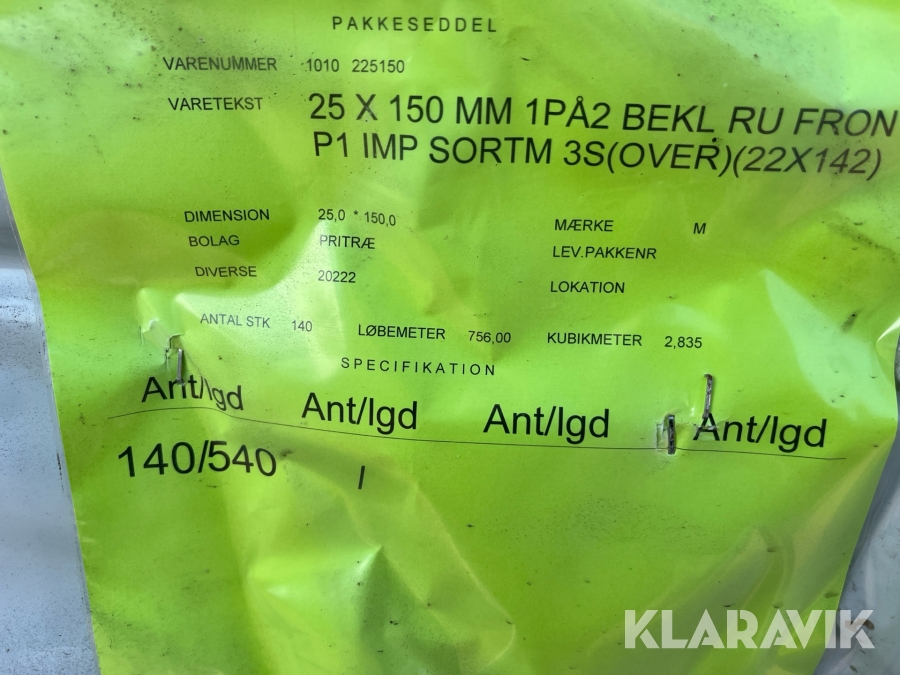 PAKKESEDDEL
VARENUMMER 1010 225150
VARETEKST 25 X 150 MM 1PÅ2 BEKL RU FRON
P1 IMP SORTM 3S(OVER)(22X142)
DIMENSION 25,0 * 150,0 MÆRKE M
BOLAG PRITRÆ LEV.PAKKENR
DIVERSE 20222 LOKATION
ANTAL STK 140 LØBEMETER 756,00 KUBIKMETER 2,835
SPECIFIKATION
Ant/lgd Ant/lgd Ant/lgd Ant/lgd
140/540 /
KLARAVIK